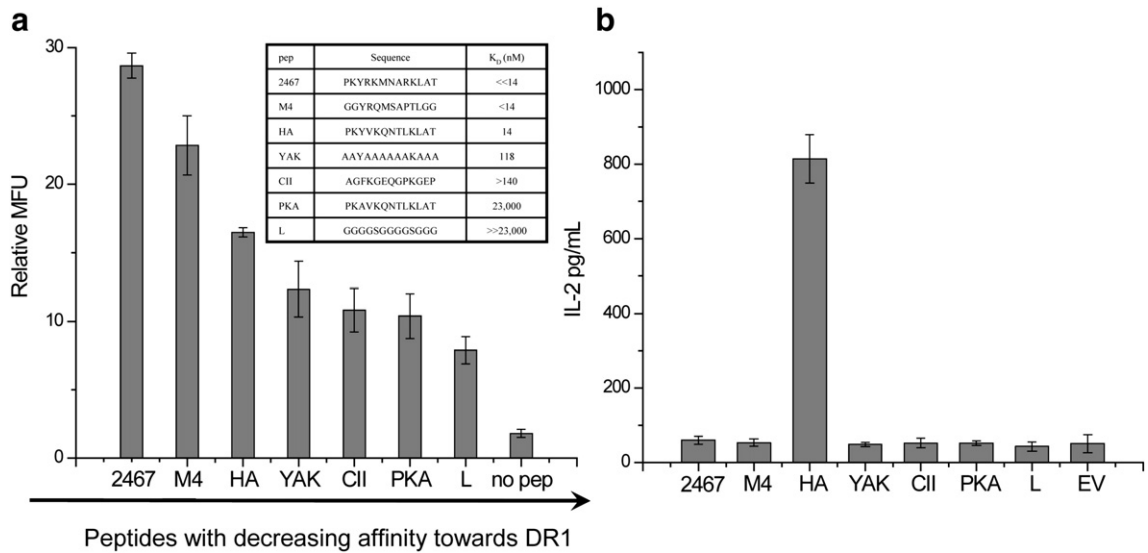 a
Relative MFU
30
20
10
0
pep Sequence K_D (nM)
2467 PKYRKMNARKLAT <<14
M4 GGYRQMSAPTLGG <14
HA PKYVKQNTLKLAT 14
YAK AAYAAAAAAKAAA 118
CII AGFKGEQGPKGEP >140
PKA PKAVKQNTLKLAT 23,000
L GGGGSGGGGSGGG >>23,000
2467 M4 HA YAK CII PKA L no pep
Peptides with decreasing affinity towards DR1
b
IL-2 pg/mL
1000
800
600
400
200
0
2467 M4 HA YAK CII PKA L EV